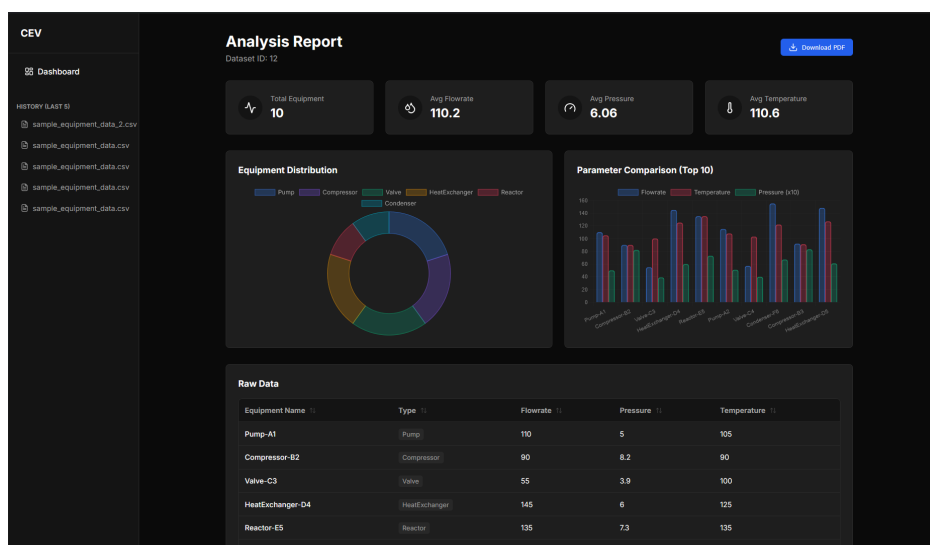 CEV
Dashboard
HISTORY (LAST 5)
sample_equipment_data_2.csv
sample_equipment_data.csv
sample_equipment_data.csv
sample_equipment_data.csv
sample_equipment_data.csv
Analysis Report
Dataset ID: 12
Download PDF
Total Equipment
10
Avg Flowrate
110.2
Avg Pressure
6.06
Avg Temperature
110.6
Equipment Distribution
Pump Compressor Valve HeatExchanger Reactor
Condenser
Parameter Comparison (Top 10)
Flowrate Temperature Pressure (x10)
160
140
120
100
80
60
40
20
0
Pump-A1 Compressor-B2 Valve-C3 HeatExchanger-D4 Reactor-E5 Pump-A2 Valve-C4 Condenser-F6 Compressor-B3 HeatExchanger-D5
Raw Data
Equipment Name Type Flowrate Pressure Temperature
Pump-A1 Pump 110 5 105
Compressor-B2 Compressor 90 8.2 90
Valve-C3 Valve 55 3.9 100
HeatExchanger-D4 HeatExchanger 145 6 125
Reactor-E5 Reactor 135 7.3 135